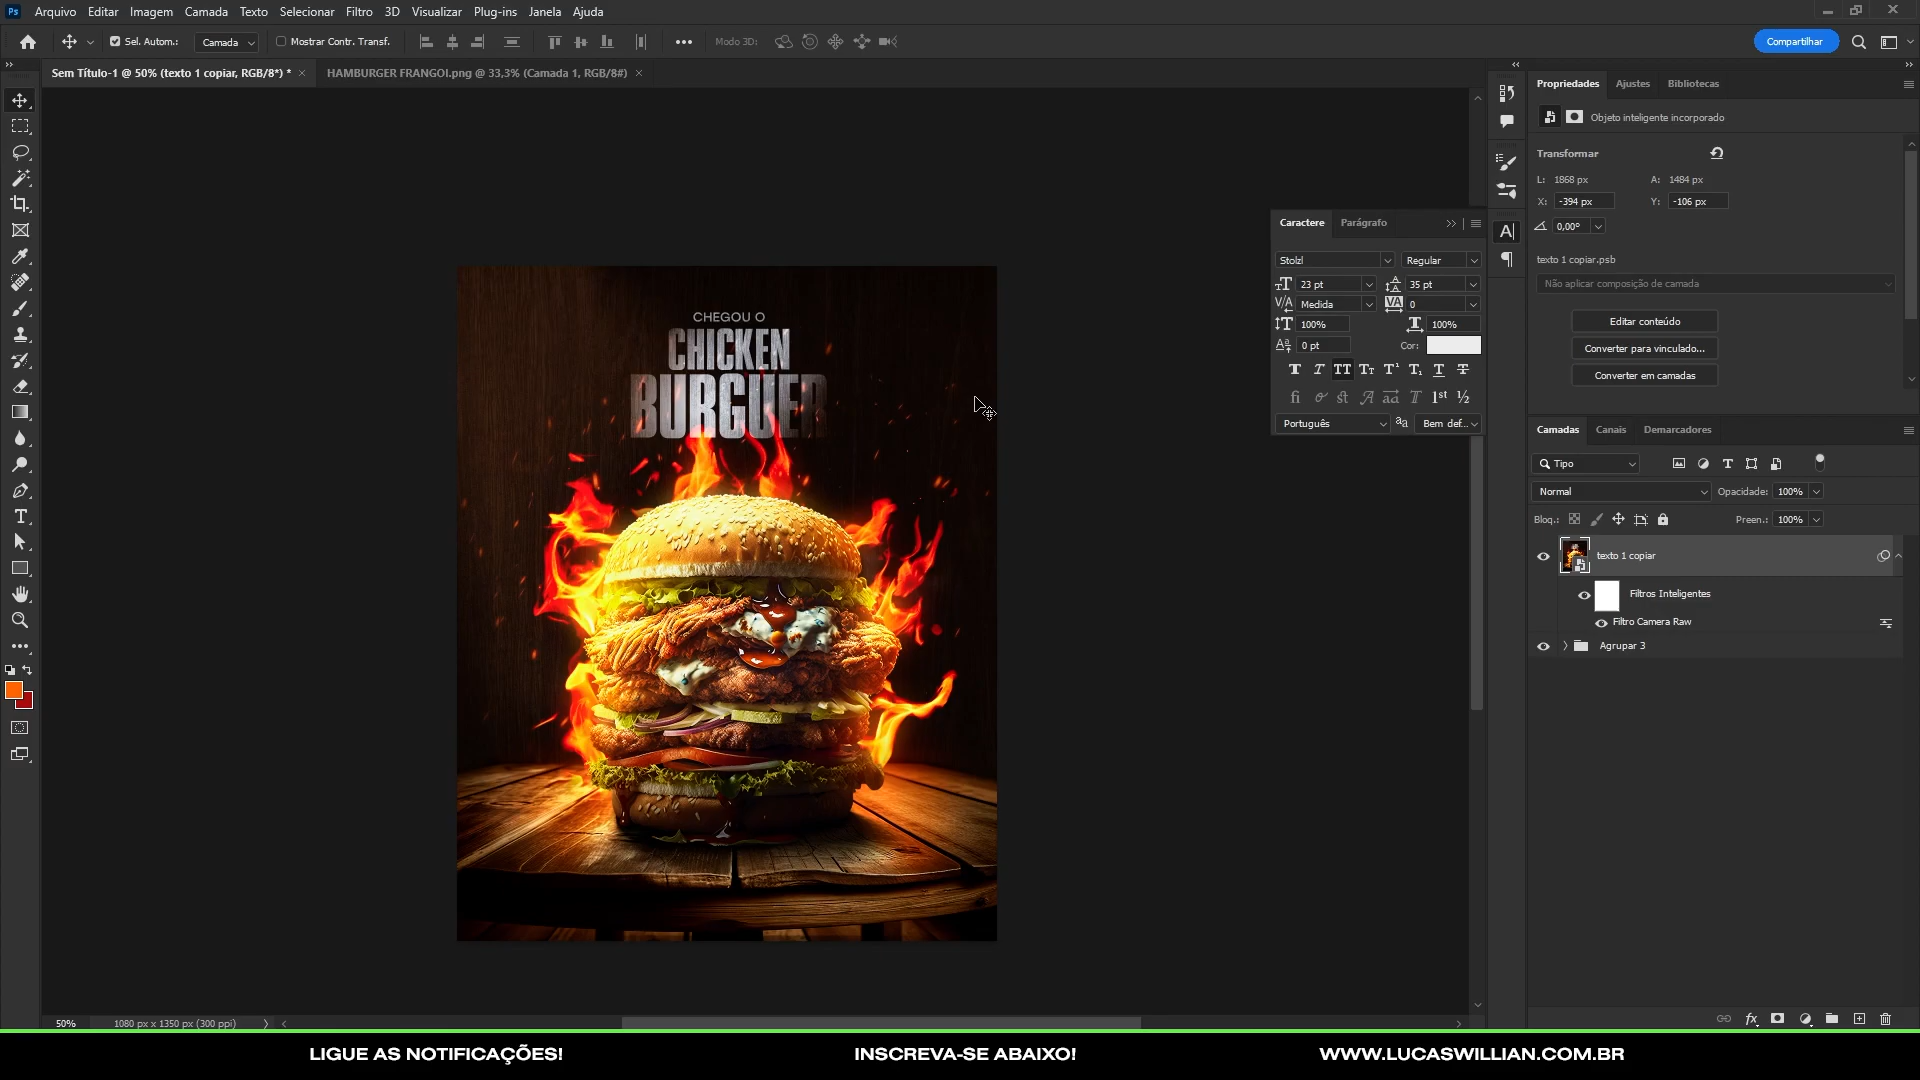 Ps Arquivo Editar Imagem Camada Texto Selecionar Filtro 3D Visualizar Plug-ins Janela Ajuda
Sel. Autom.: Camada Mostrar Contr. Transf. Modo 3D: Compartilhar
Sem Título-1 @ 50% (texto 1 copiar, RGB/8*) * HAMBURGER FRANGOI.png @ 33,3% (Camada 1, RGB/8#)
CHEGOU O
CHICKEN
BURGUER
Caractere Parágrafo
Stolzl Regular
23 pt 35 pt
Medida 0
100% 100%
0 pt Cor:
Português Bem def...
Propriedades Ajustes Bibliotecas
Objeto inteligente incorporado
Transformar
L: 1868 px A: 1484 px
X: -394 px Y: -106 px
0,00°
texto 1 copiar.psb
Não aplicar composição de camada
Editar conteúdo
Converter para vinculado...
Converter em camadas
Camadas Canais Demarcadores
Tipo
Normal Opacidade: 100%
Bloq.: Preen.: 100%
texto 1 copiar
Filtros Inteligentes
Filtro Camera Raw
Agrupar 3
50% 1080 px x 1350 px (300 ppi)
LIGUE AS NOTIFICAÇÕES! INSCREVA-SE ABAIXO! WWW.LUCASWILLIAN.COM.BR